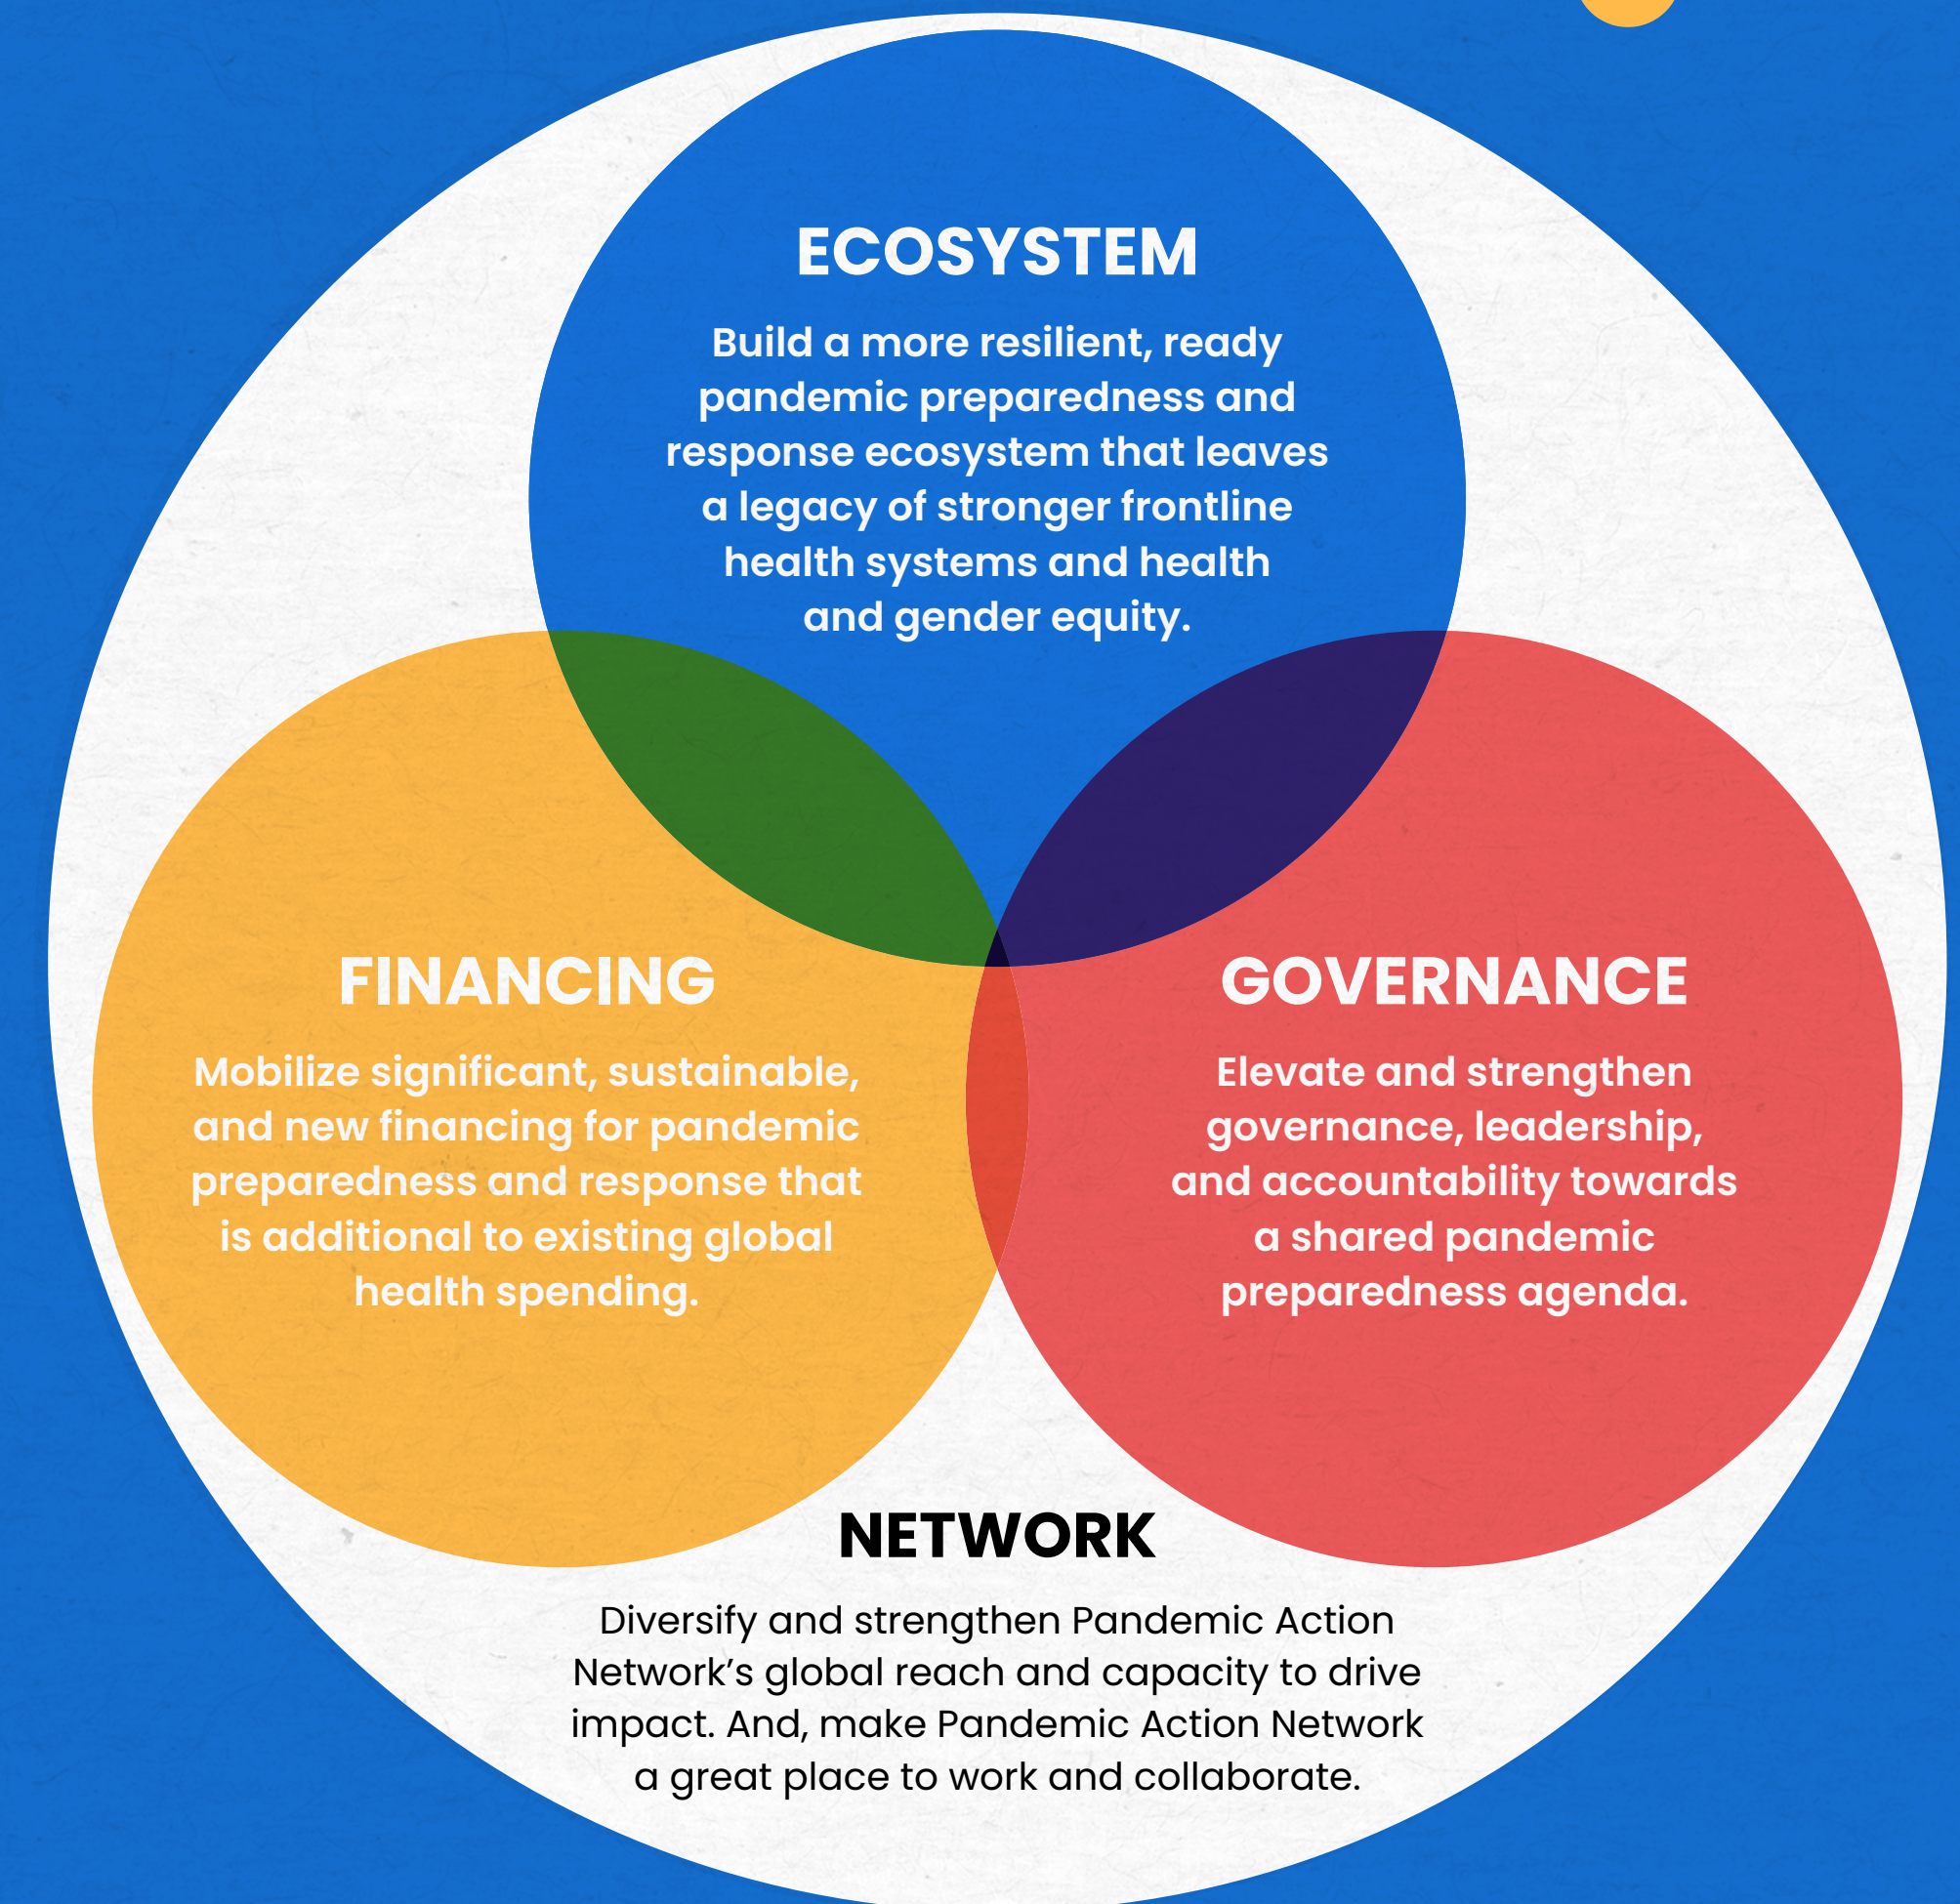 ECOSYSTEM
Build a more resilient, ready
pandemic preparedness and
response ecosystem that leaves
a legacy of stronger frontline
health systems and health
and gender equity.
FINANCING
Mobilize significant, sustainable,
and new financing for pandemic
preparedness and response that
is additional to existing global
health spending.
GOVERNANCE
Elevate and strengthen
governance, leadership,
and accountability towards
a shared pandemic
preparedness agenda.
NETWORK
Diversify and strengthen Pandemic Action
Network’s global reach and capacity to drive
impact. And, make Pandemic Action Network
a great place to work and collaborate.